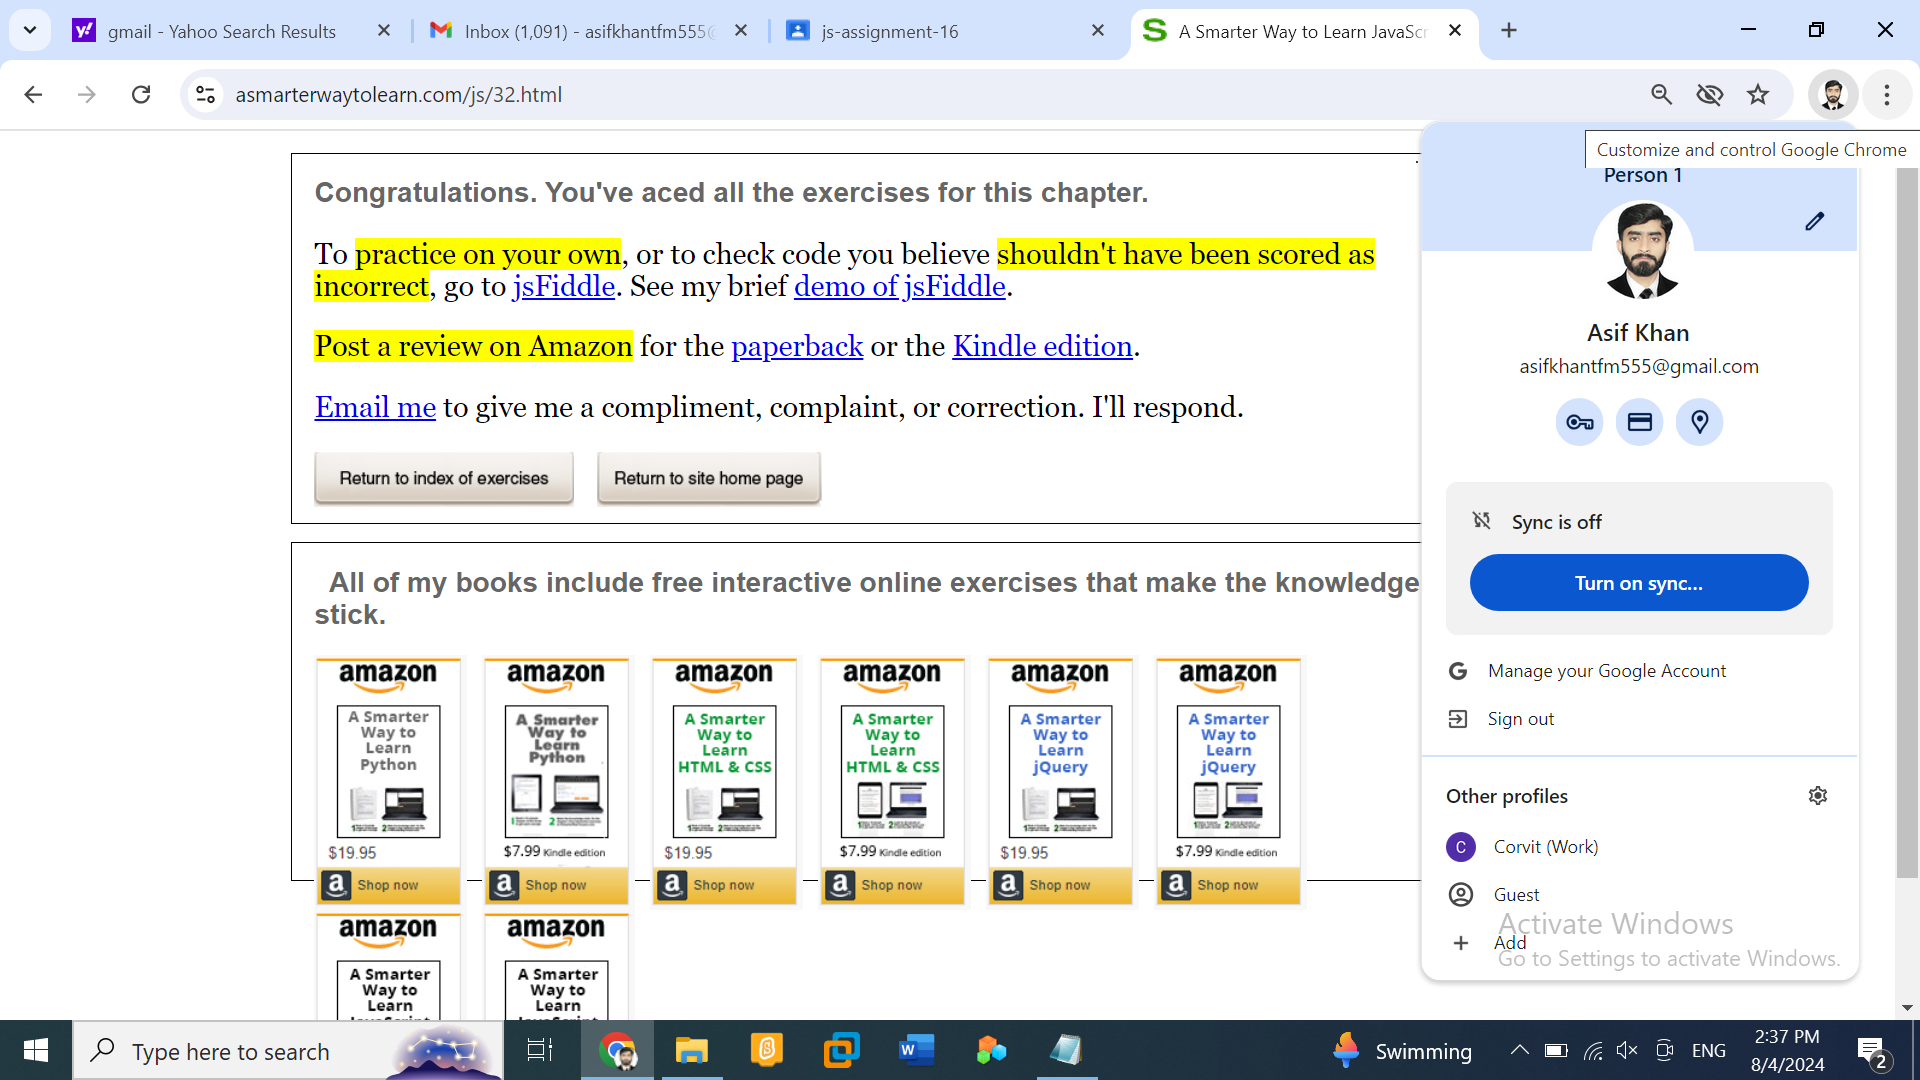 gmail - Yahoo Search Results
Inbox (1,091) - asifkhantfm555@
js-assignment-16
A Smarter Way to Learn JavaScr
asmarterwaytolearn.com/js/32.html
Customize and control Google Chrome
Person 1
Congratulations. You've aced all the exercises for this chapter.
To practice on your own, or to check code you believe shouldn't have been scored as
incorrect, go to jsFiddle. See my brief demo of jsFiddle.
Post a review on Amazon for the paperback or the Kindle edition.
Email me to give me a compliment, complaint, or correction. I'll respond.
Return to index of exercises
Return to site home page
All of my books include free interactive online exercises that make the knowledge
stick.
amazon
A Smarter
Way to
Learn
Python
$19.95
Shop now
amazon
A Smarter
Way to
Learn
Python
$7.99 Kindle edition
Shop now
amazon
A Smarter
Way to
Learn
HTML & CSS
$19.95
Shop now
amazon
A Smarter
Way to
Learn
HTML & CSS
$7.99 Kindle edition
Shop now
amazon
A Smarter
Way to
Learn
jQuery
$19.95
Shop now
amazon
A Smarter
Way to
Learn
jQuery
$7.99 Kindle edition
Shop now
amazon
A Smarter
Way to
Learn
JavaScript
amazon
A Smarter
Way to
Learn
JavaScript
Asif Khan
asifkhantfm555@gmail.com
Sync is off
Turn on sync...
Manage your Google Account
Sign out
Other profiles
C
Corvit (Work)
Guest
Add
Activate Windows
Go to Settings to activate Windows.
Type here to search
Swimming
ENG
2:37 PM
8/4/2024
2